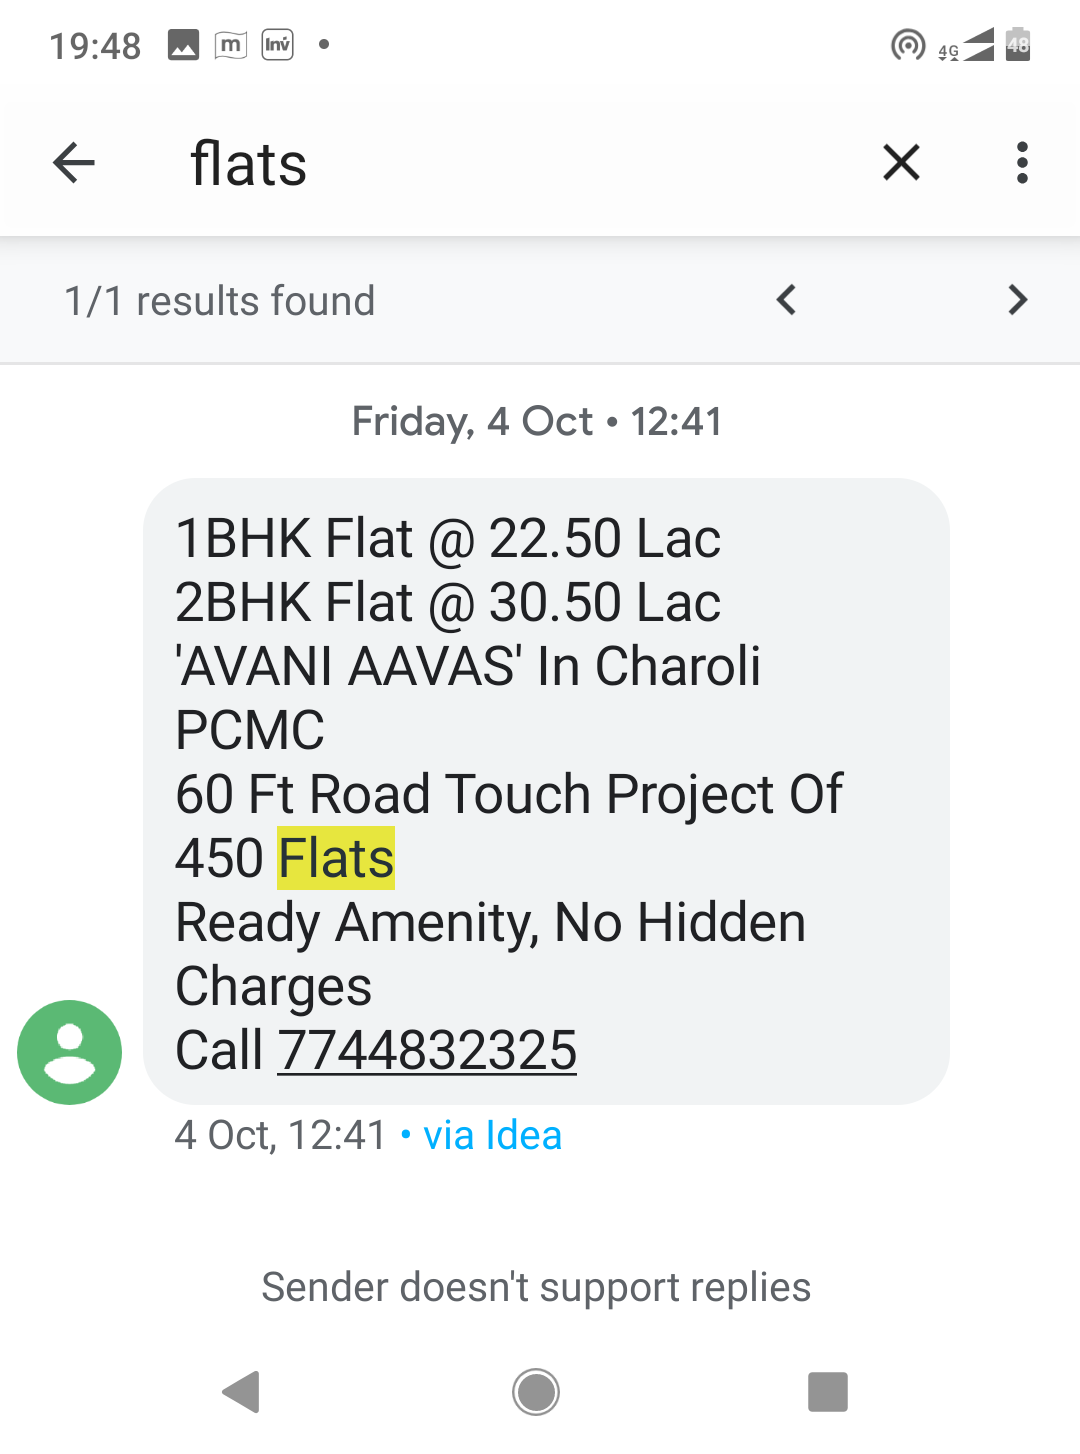 19:48 m Inv 4G 48
flats
1/1 results found
Friday, 4 Oct • 12:41
1BHK Flat @ 22.50 Lac
2BHK Flat @ 30.50 Lac
'AVANI AAVAS' In Charoli
PCMC
60 Ft Road Touch Project Of
450 Flats
Ready Amenity, No Hidden
Charges
Call 7744832325
4 Oct, 12:41 • via Idea
Sender doesn't support replies